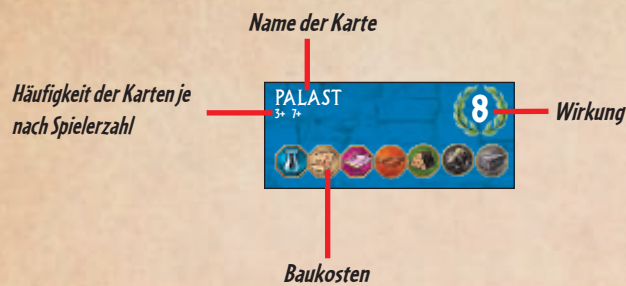 Name der Karte
Häufigkeit der Karten je
nach Spielerzahl
PALAST
3+ 7+
8
Wirkung
Baukosten